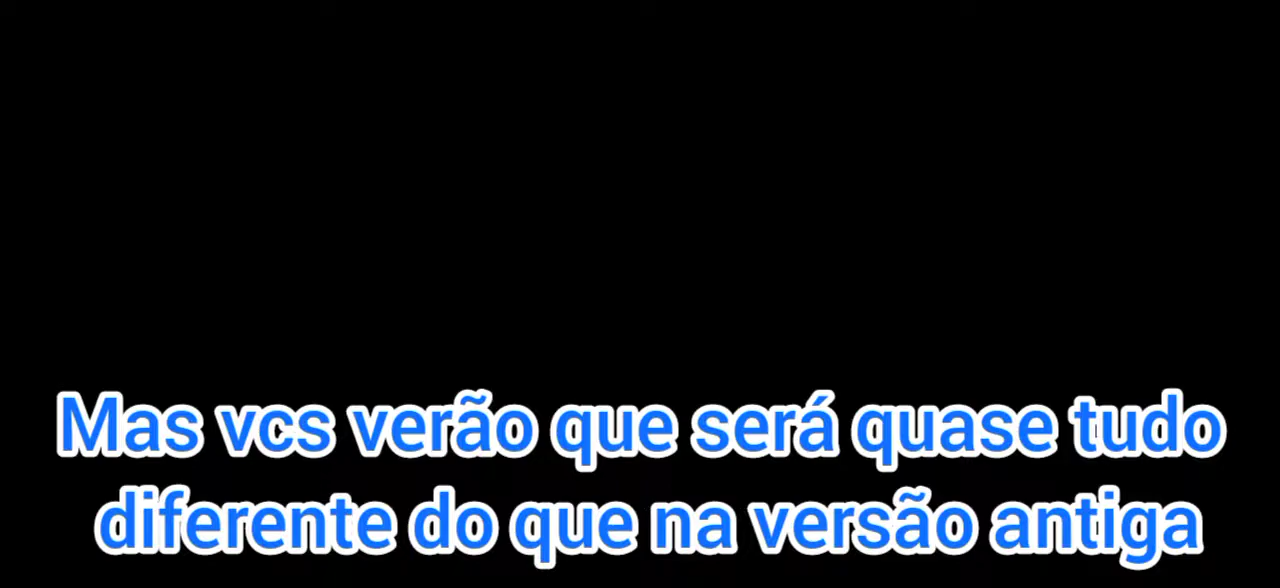 Mas vcs verão que será quase tudo
diferente do que na versão antiga